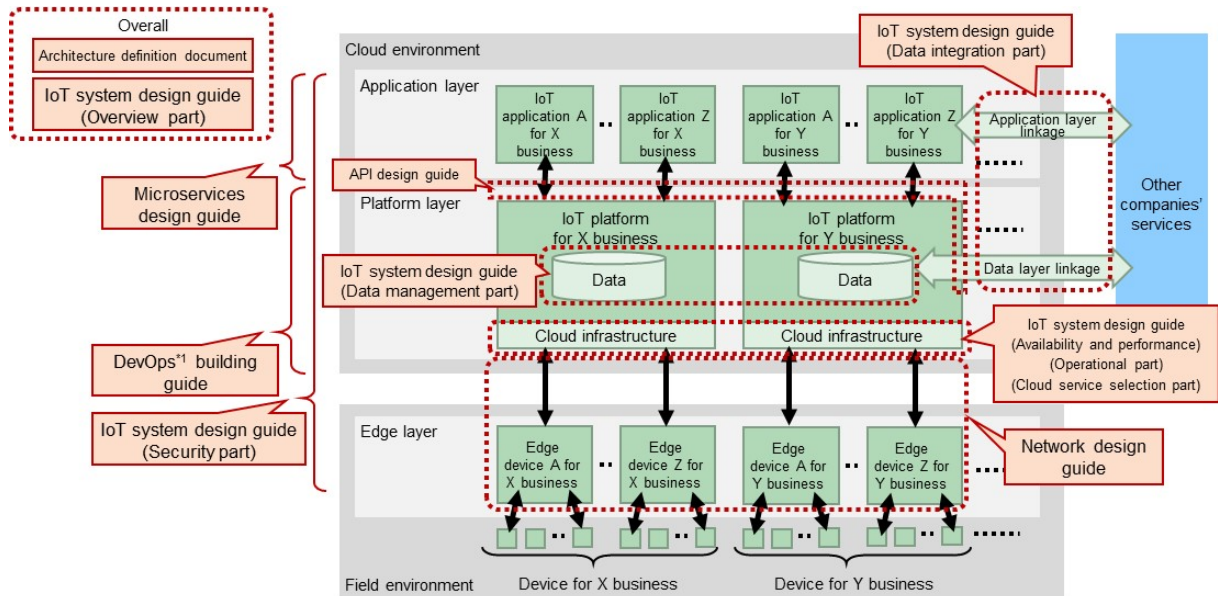 Overall
Architecture definition document
IoT system design guide
(Overview part)
Microservices
design guide
DevOps*1 building
guide
IoT system design guide
(Security part)
Cloud environment
Application layer
IoT
application A
for X
business
..
IoT
application Z
for X
business
IoT
application A
for Y
business
..
IoT
application Z
for Y
business
.....
IoT system design guide
(Data integration part)
Application layer
linkage
Other
companies'
services
API design guide
Platform layer
IoT platform
for X business
IoT platform
for Y business
.....
IoT system design guide
(Data management part)
Data
Data
Data layer linkage
.....
Cloud infrastructure
Cloud infrastructure
IoT system design guide
(Availability and performance)
(Operational part)
(Cloud service selection part)
Edge layer
Edge
device A for
X business
..
Edge
device Z for
X business
Edge
device A for
Y business
..
Edge
device Z for
Y business
.....
Network design
guide
..
..
..
..
......
Field environment
Device for X business
Device for Y business